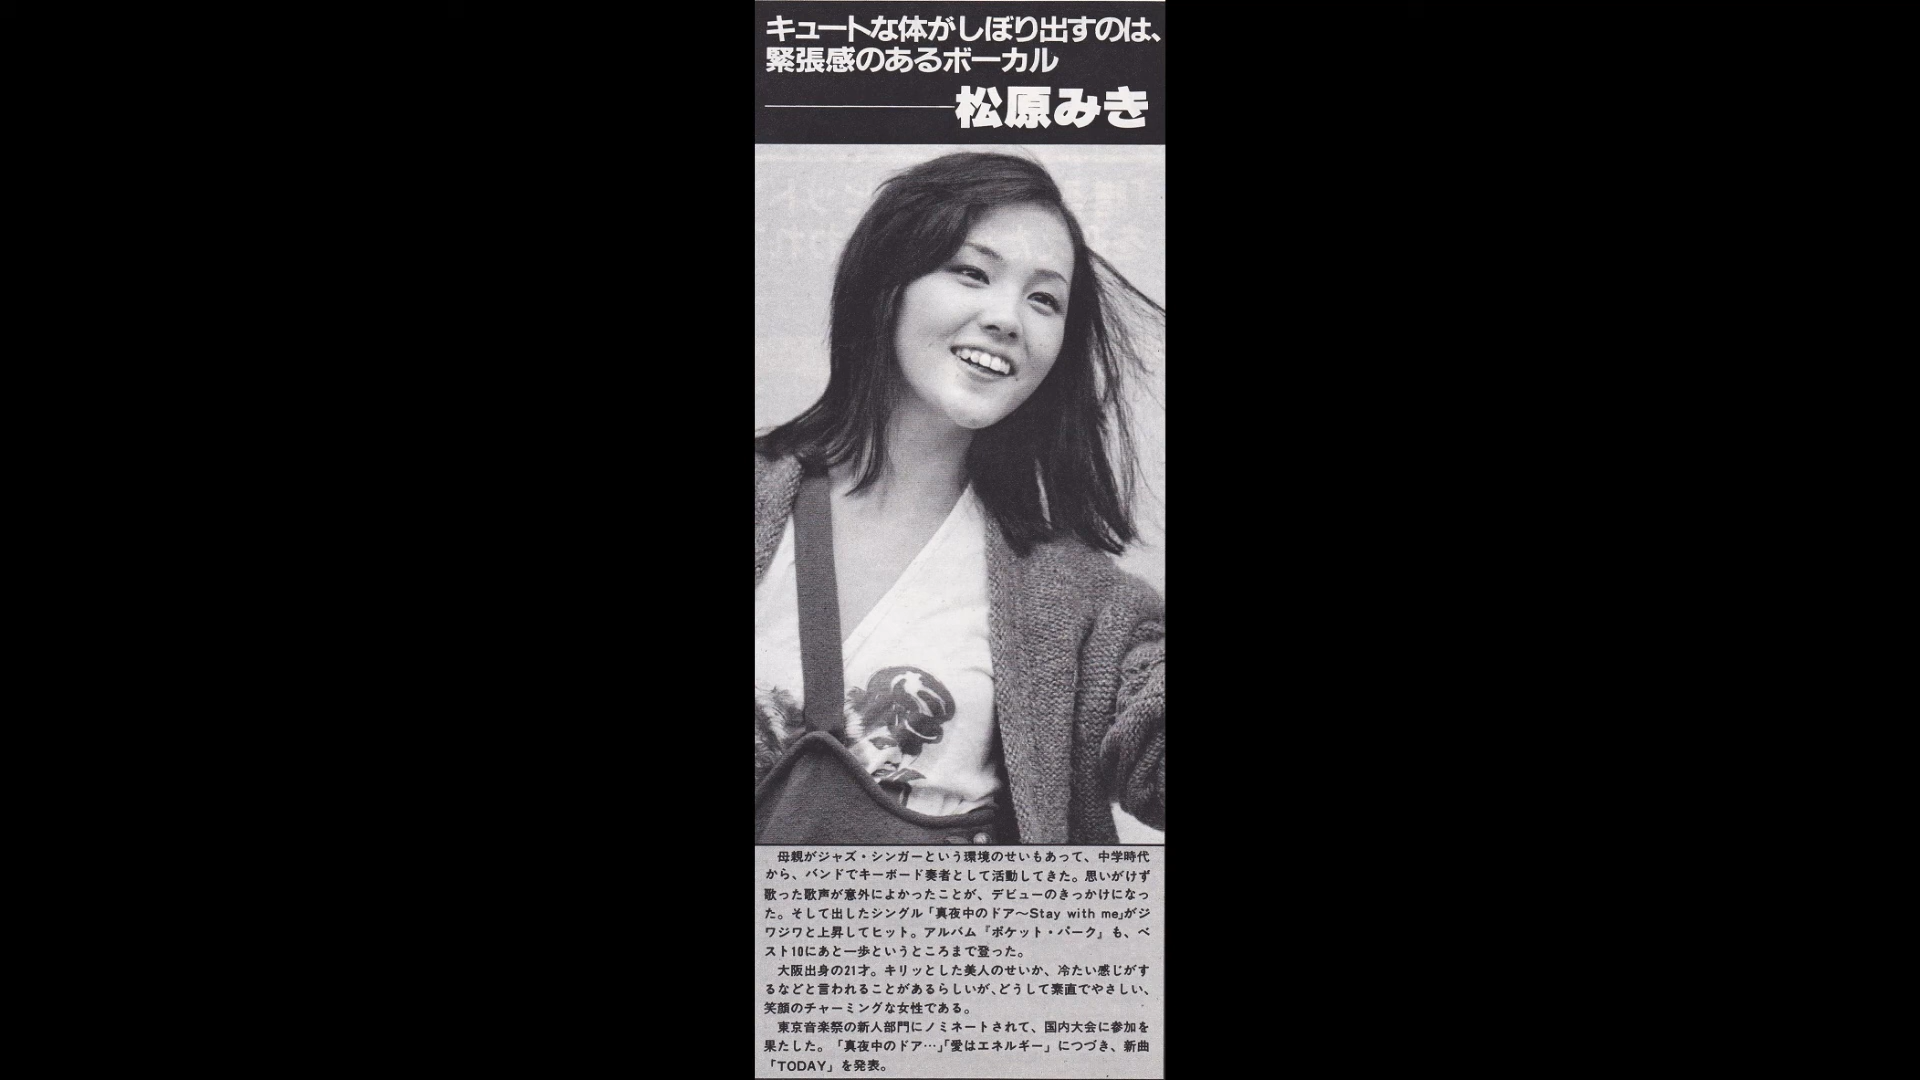 キュートな体がしぼり出すのは、
緊張感のあるボーカル
松原みき
母親がジャズ・シンガーという環境のせいもあって、中学時代
から、バンドでキーボード奏者として活動してきた。思いがけず
歌った歌声が意外によかったことが、デビューのきっかけになっ
た。そして出したシングル「真夜中のドア〜Stay with me」がジ
ワジワと上昇してヒット。アルバム『ポケット・パーク』も、ベ
スト10にあと一歩というところまで登った。
大阪出身の21才。キリッとした美人のせいか、冷たい感じがす
るなどと言われることがあるらしいが、どうして素直でやさしい、
笑顔のチャーミングな女性である。
東京音楽祭の新人部門にノミネートされて、国内大会に参加を
果たした。「真夜中のドア…」「愛はエネルギー」につづき、新曲
「TODAY」を発表。